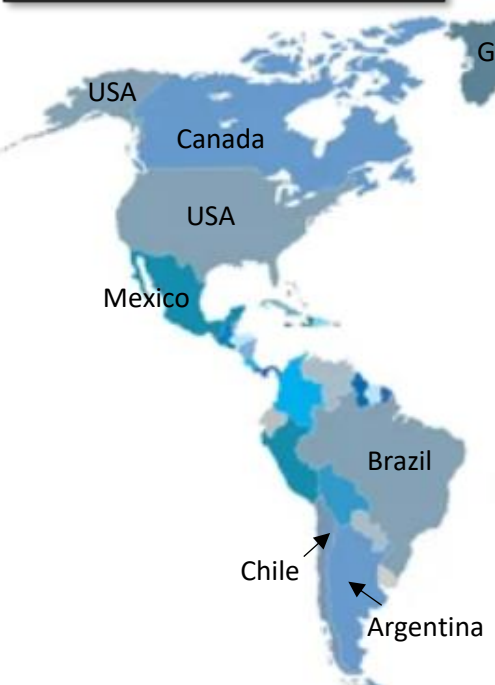 G
USA
Canada
USA
Mexico
Brazil
Chile
Argentina